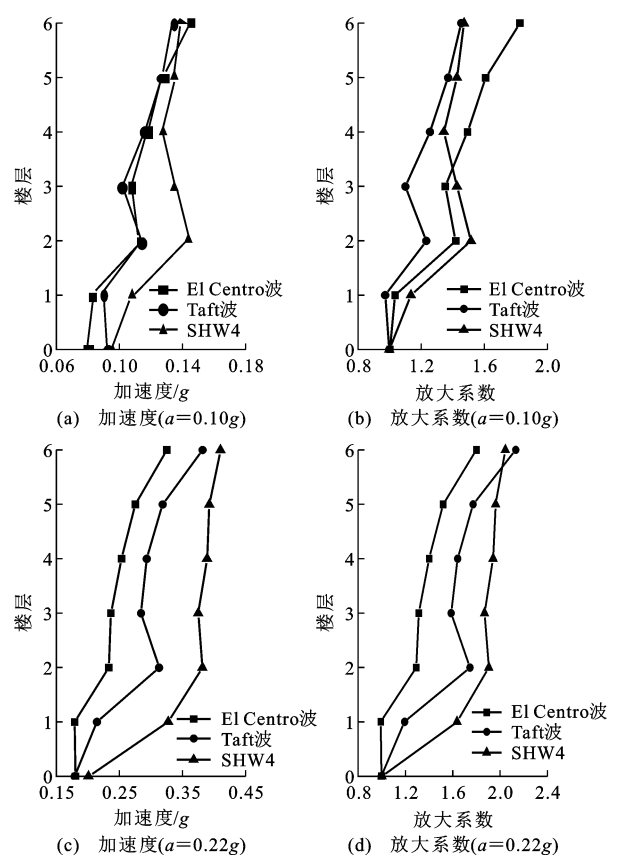 6
5
4
3
2
1
0
楼层
El Centro波
Taft波
SHW4
0.06 0.10 0.14 0.18
加速度/g
(a) 加速度(a=0.10g)
6
5
4
3
2
1
0
楼层
El Centro波
Taft波
SHW4
0.8 1.2 1.6 2.0
放大系数
(b) 放大系数(a=0.10g)
6
5
4
3
2
1
0
楼层
El Centro波
Taft波
SHW4
0.15 0.25 0.35 0.45
加速度/g
(c) 加速度(a=0.22g)
6
5
4
3
2
1
0
楼层
El Centro波
Taft波
SHW4
0.8 1.2 1.6 2.0 2.4
放大系数
(d) 放大系数(a=0.22g)